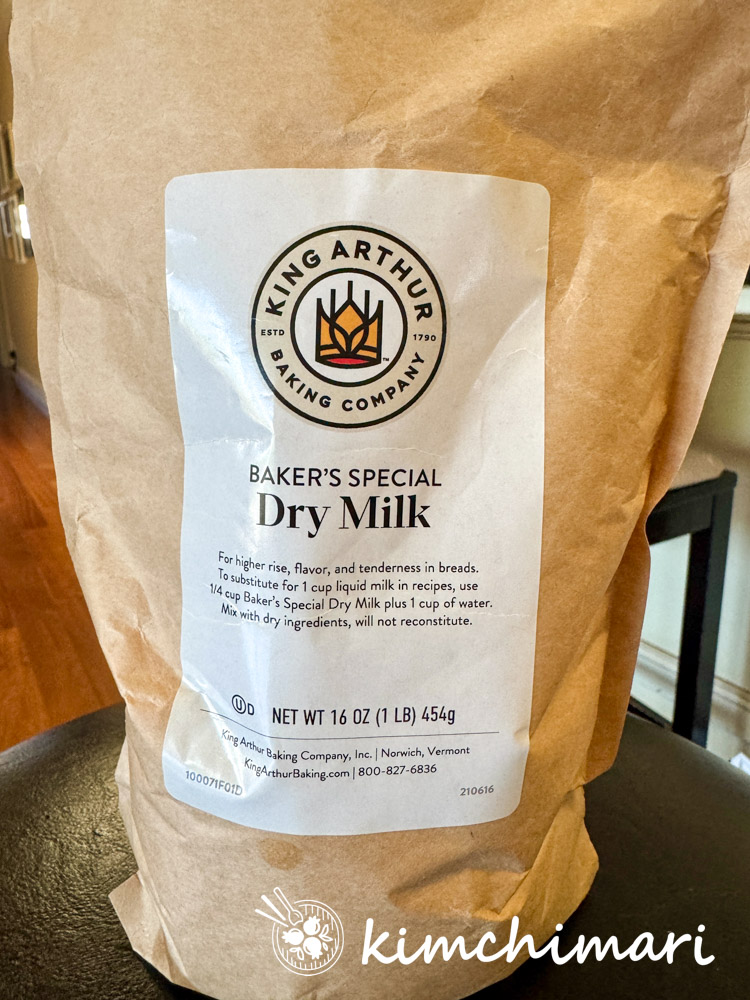 KING ARTHUR
ESTD 1790
BAKING COMPANY
TM
BAKER'S SPECIAL
Dry Milk
For higher rise, flavor, and tenderness in breads.
To substitute for 1 cup liquid milk in recipes, use
1/4 cup Baker's Special Dry Milk plus 1 cup of water.
Mix with dry ingredients, will not reconstitute.
UD NET WT 16 OZ (1 LB) 454g
King Arthur Baking Company, Inc. | Norwich, Vermont
KingArthurBaking.com | 800-827-6836
100071F01D 210616
kimchimari